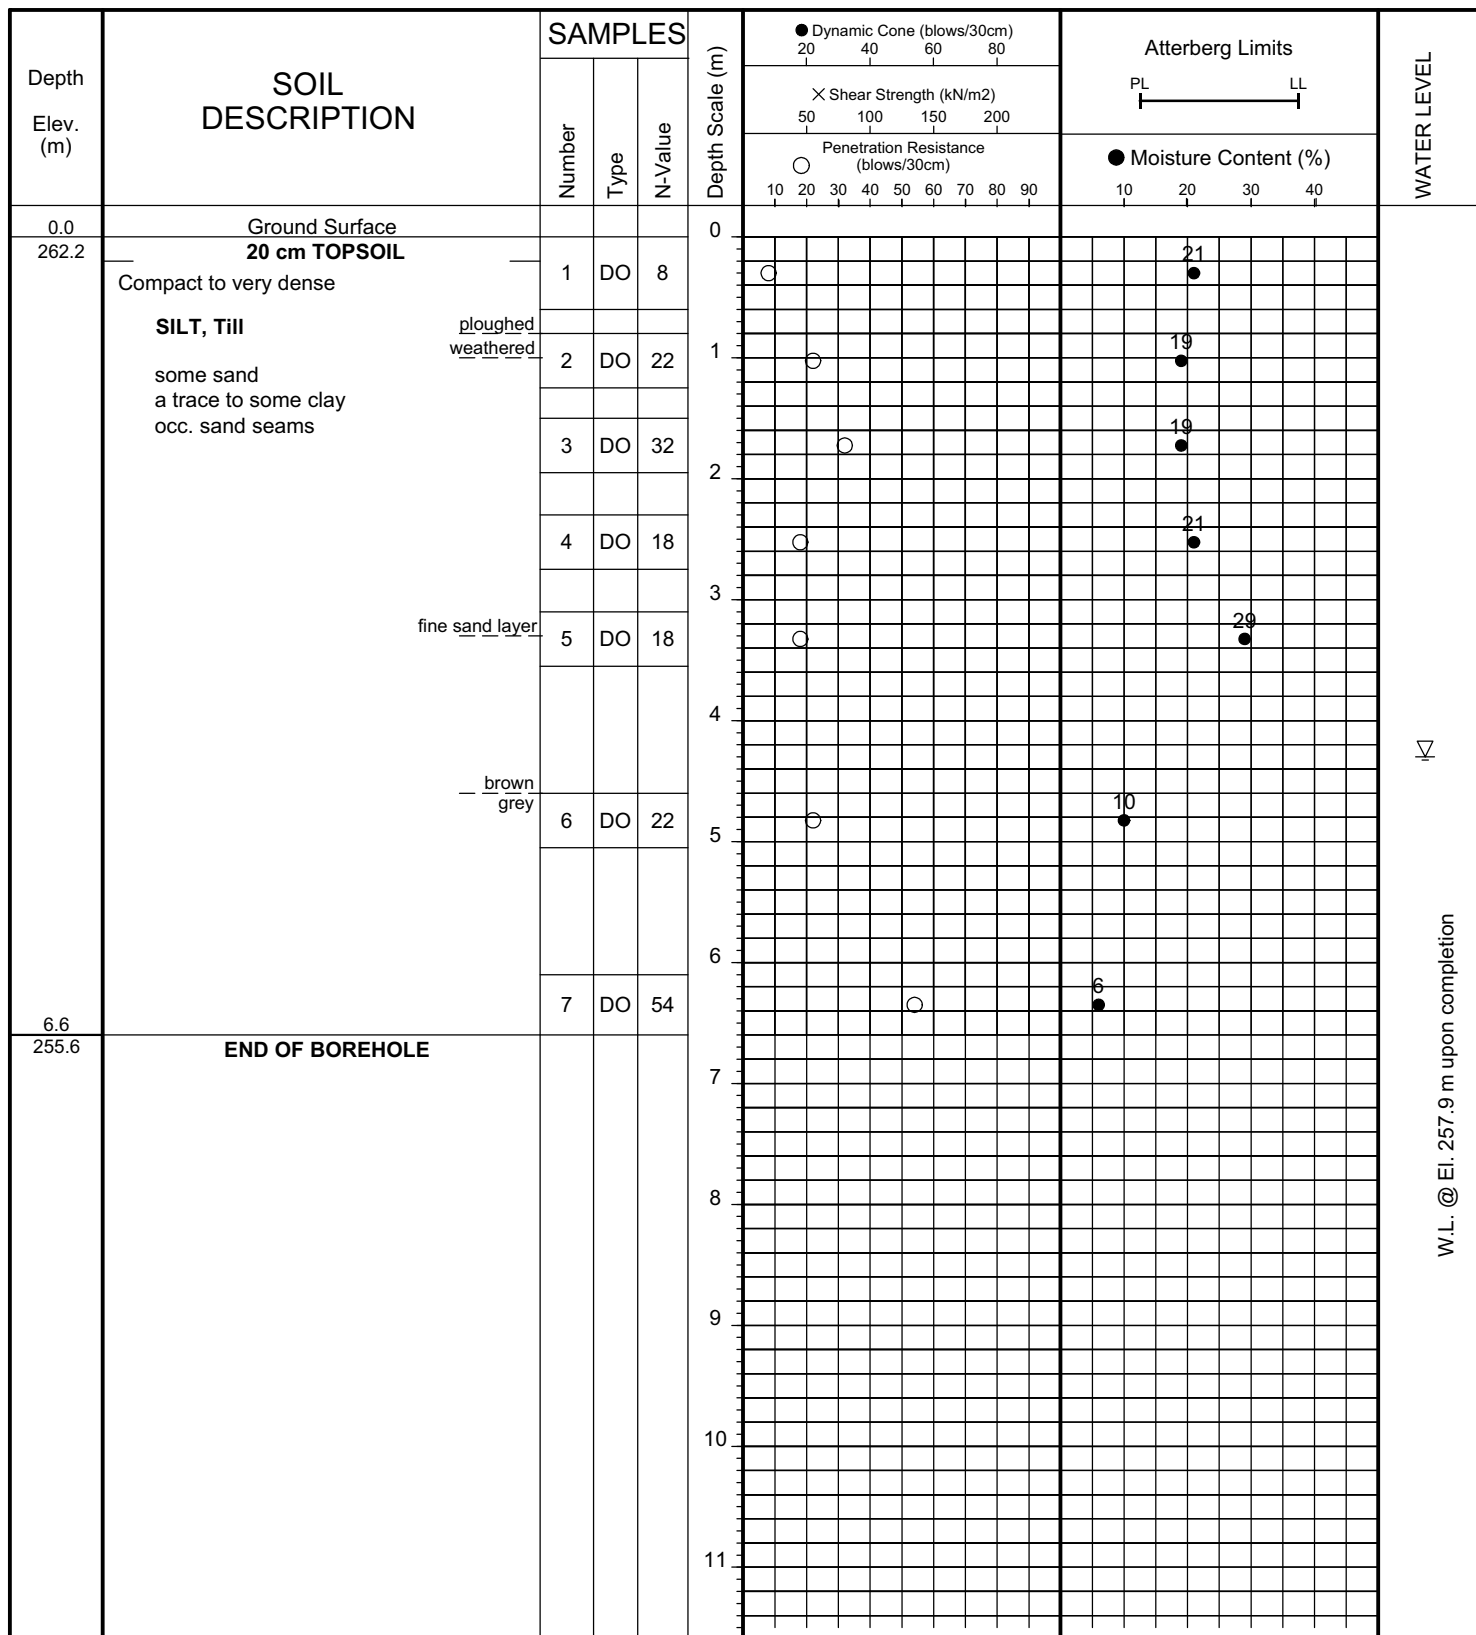 Depth
Elev.
(m)
SOIL
DESCRIPTION
SAMPLES
Number
Type
N-Value
Depth Scale (m)
● Dynamic Cone (blows/30cm)
20 40 60 80
× Shear Strength (kN/m2)
50 100 150 200
○ Penetration Resistance
(blows/30cm)
10 20 30 40 50 60 70 80 90
Atterberg Limits
PL LL
● Moisture Content (%)
10 20 30 40
WATER LEVEL
0.0 Ground Surface 0
262.2 20 cm TOPSOIL
1 DO 8 21
Compact to very dense
SILT, Till
ploughed
weathered
2 DO 22 1 19
some sand
a trace to some clay
occ. sand seams
3 DO 32 19
2
4 DO 18 21
3
fine sand layer
5 DO 18 29
4
brown
grey
6 DO 22 10
5
6
7 DO 54 6
6.6
255.6 END OF BOREHOLE
7
8
9
10
11
W.L. @ El. 257.9 m upon completion